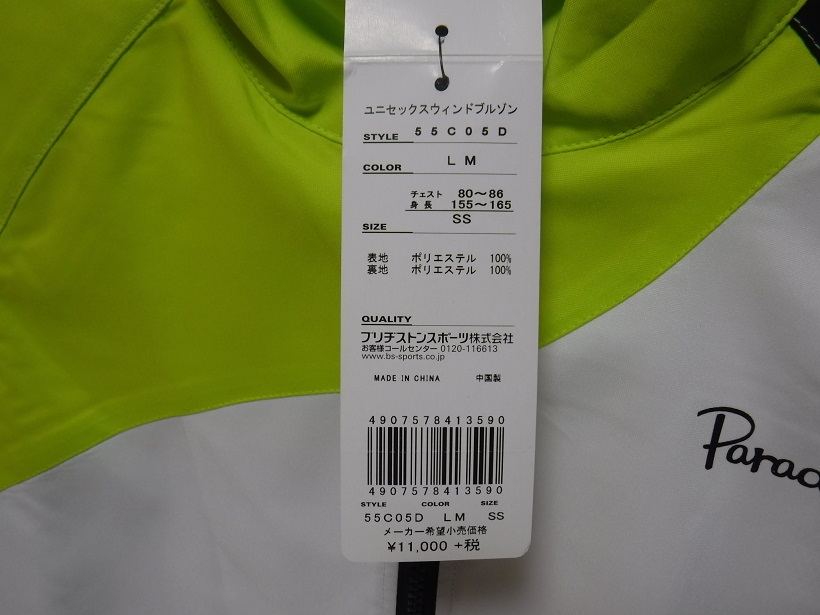 ユニセックスウィンドブルゾン
STYLE 55C05D
COLOR LM
チェスト 80〜86
身長 155〜165
SIZE SS
表地 ポリエステル 100%
裏地 ポリエステル 100%
QUALITY
ブリヂストンスポーツ株式会社
お客様コールセンター 0120-116613
www.bs-sports.co.jp
MADE IN CHINA 中国製
4907578413590
4907578413590
STYLE COLOR SIZE
55C05D LM SS
メーカー希望小売価格
¥11,000 +税
Parad